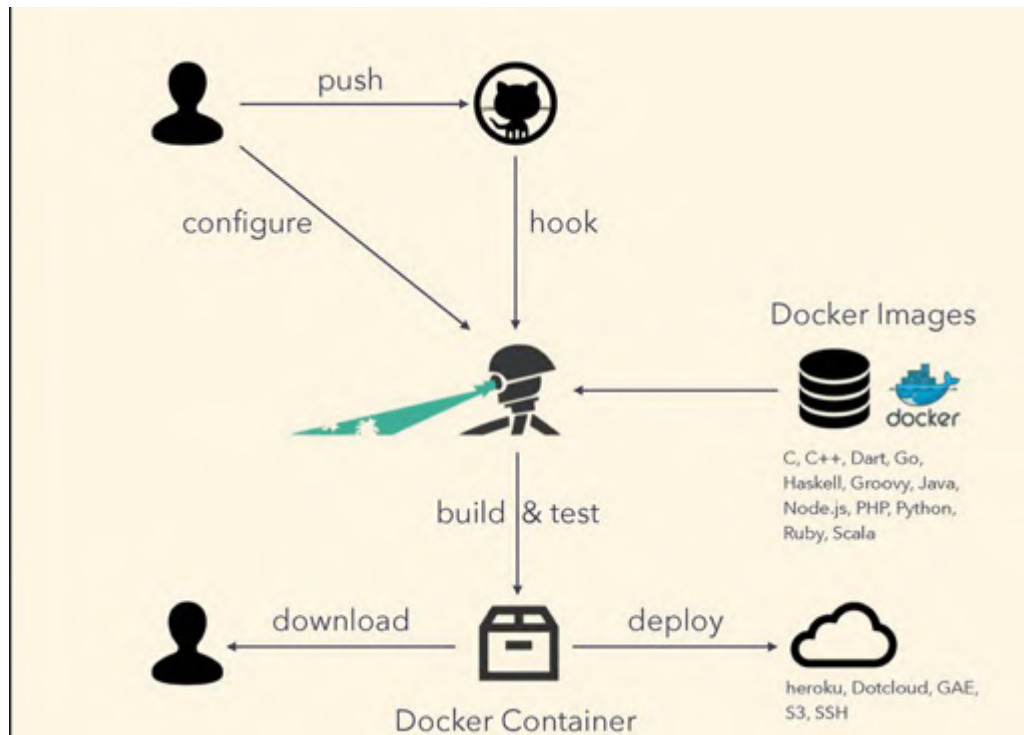 push
configure
hook
Docker Images
docker
C, C++, Dart, Go,
Haskell, Groovy, Java,
Node.js, PHP, Python,
Ruby, Scala
build & test
download
deploy
heroku, Dotcloud, GAE,
S3, SSH
Docker Container